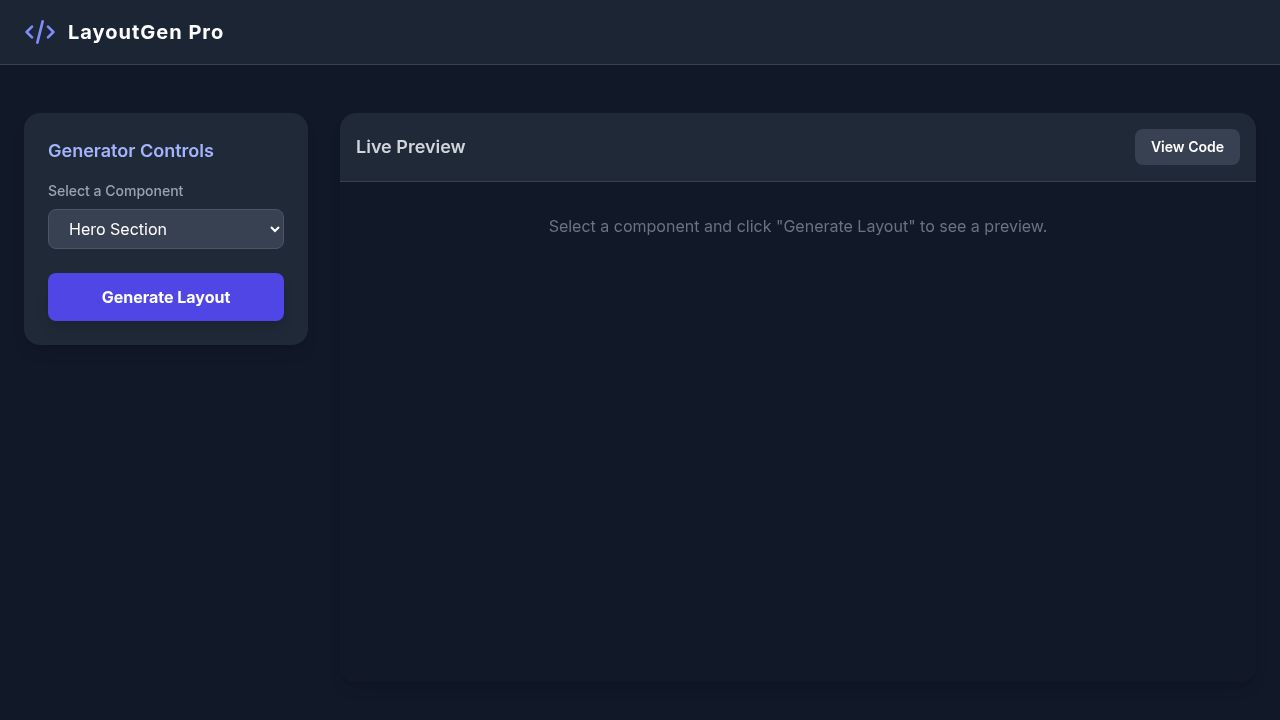 LayoutGen Pro
Generator Controls
Select a Component
Hero Section
Generate Layout
Live Preview
View Code
Select a component and click "Generate Layout" to see a preview.